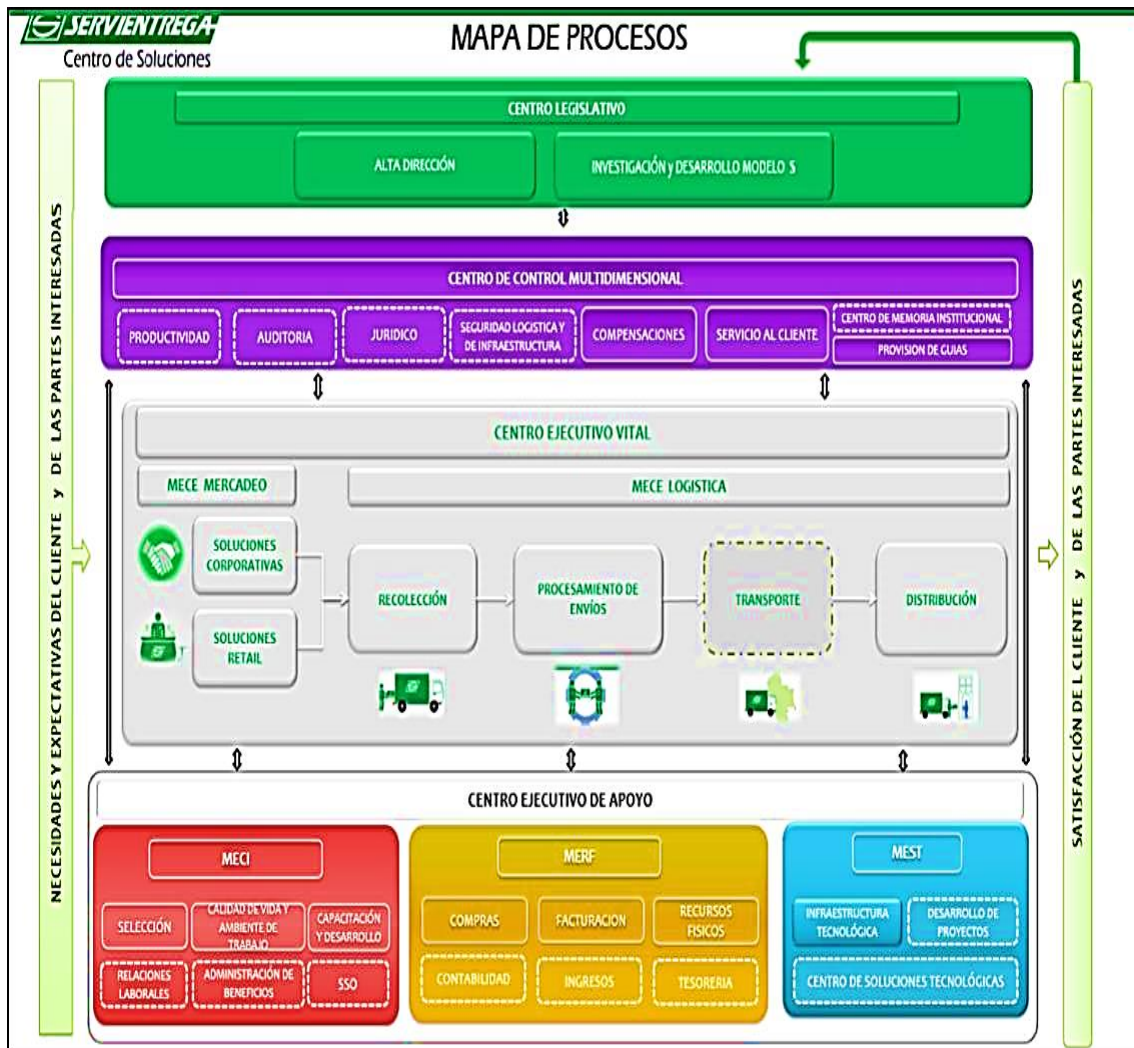 SERVIENTREGA
Centro de Soluciones
MAPA DE PROCESOS
NECESIDADES Y EXPECTATIVAS DEL CLIENTE y DE LAS PARTES INTERESADAS
CENTRO LEGISLATIVO
ALTA DIRECCIÓN
INVESTIGACIÓN y DESARROLLO MODELO S
CENTRO DE CONTROL MULTIDIMENSIONAL
PRODUCTIVIDAD
AUDITORIA
JURIDICO
SEGURIDAD LOGISTICA Y
DE INFRAESTRUCTURA
COMPENSACIONES
SERVICIO AL CLIENTE
CENTRO DE MEMORIA INSTITUCIONAL
PROVISION DE GUIAS
CENTRO EJECUTIVO VITAL
MECE MERCADEO
MECE LOGISTICA
SOLUCIONES
CORPORATIVAS
SOLUCIONES
RETAIL
RECOLECCIÓN
PROCESAMIENTO DE
ENVÍOS
TRANSPORTE
DISTRIBUCIÓN
CENTRO EJECUTIVO DE APOYO
MECI
SELECCIÓN
CALIDAD DE VIDA Y
AMBIENTE DE
TRABAJO
CAPACITACIÓN
Y DESARROLLO
RELACIONES
LABORALES
ADMINISTRACIÓN DE
BENEFICIOS
SSO
MERF
COMPRAS
FACTURACION
RECURSOS
FISICOS
CONTABILIDAD
INGRESOS
TESORERIA
MEST
INFRAESTRUCTURA
TECNOLÓGICA
DESARROLLO DE
PROYECTOS
CENTRO DE SOLUCIONES TECNOLÓGICAS
SATISFACCIÓN DEL CLIENTE y DE LAS PARTES INTERESADAS